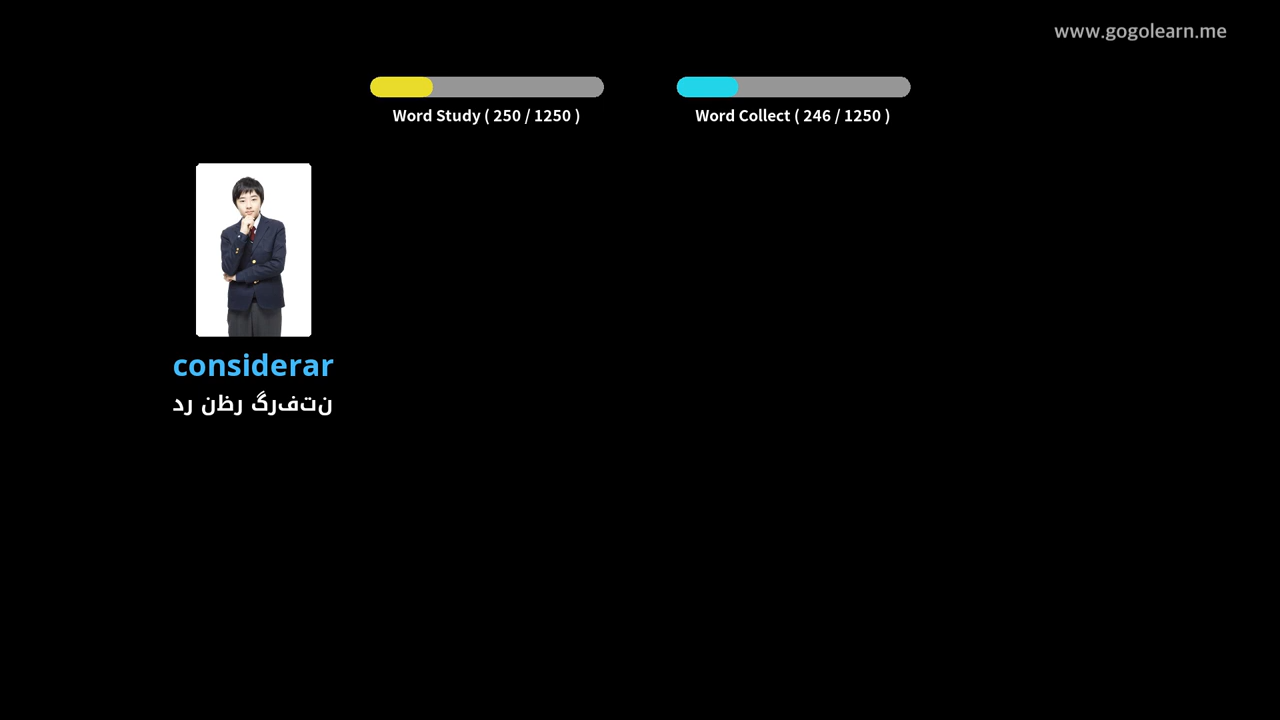 www.gogolearn.me
Word Study ( 250 / 1250 )
Word Collect ( 246 / 1250 )
considerar
در نظر گرفتن